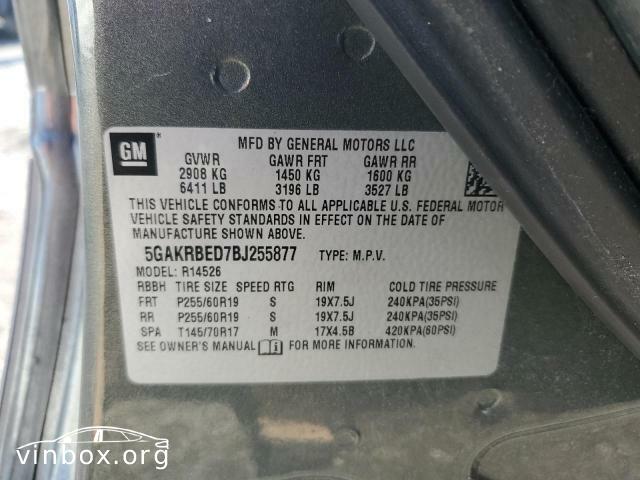 GM
MFD BY GENERAL MOTORS LLC
GVWR GAWR FRT GAWR RR
2908 KG 1450 KG 1600 KG
6411 LB 3196 LB 3527 LB
THIS VEHICLE CONFORMS TO ALL APPLICABLE U.S. FEDERAL MOTOR
VEHICLE SAFETY STANDARDS IN EFFECT ON THE DATE OF
MANUFACTURE SHOWN ABOVE.
5GAKRBED7BJ255877 TYPE: M.P.V.
MODEL: R14526
RBBH TIRE SIZE SPEED RTG RIM COLD TIRE PRESSURE
FRT P255/60R19 S 19X7.5J 240KPA(35PSI)
RR P255/60R19 S 19X7.5J 240KPA(35PSI)
SPA T145/70R17 M 17X4.5B 420KPA(60PSI)
SEE OWNER'S MANUAL FOR MORE INFORMATION.
vinbox.org